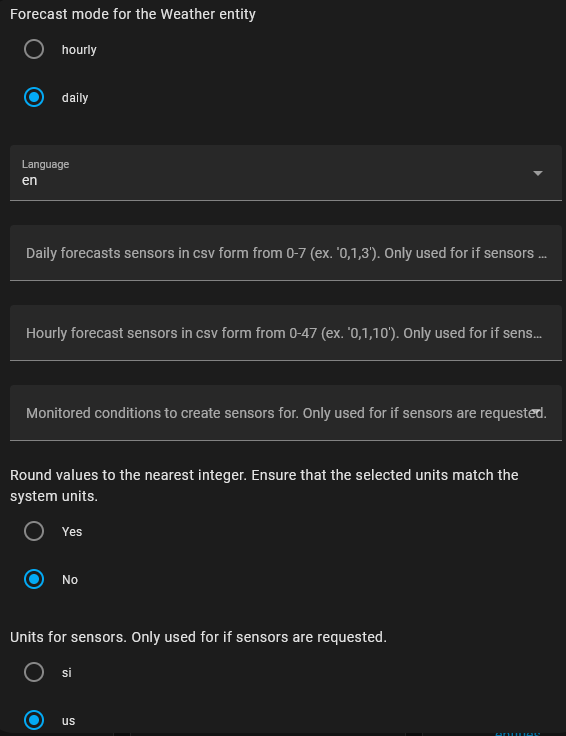 Forecast mode for the Weather entity
hourly
daily
Language
en
Daily forecasts sensors in csv form from 0-7 (ex. '0,1,3'). Only used for if sensors ...
Hourly forecast sensors in csv form from 0-47 (ex. '0,1,10'). Only used for if sens...
Monitored conditions to create sensors for. Only used for if sensors are requested.
Round values to the nearest integer. Ensure that the selected units match the
system units.
Yes
No
Units for sensors. Only used for if sensors are requested.
si
us